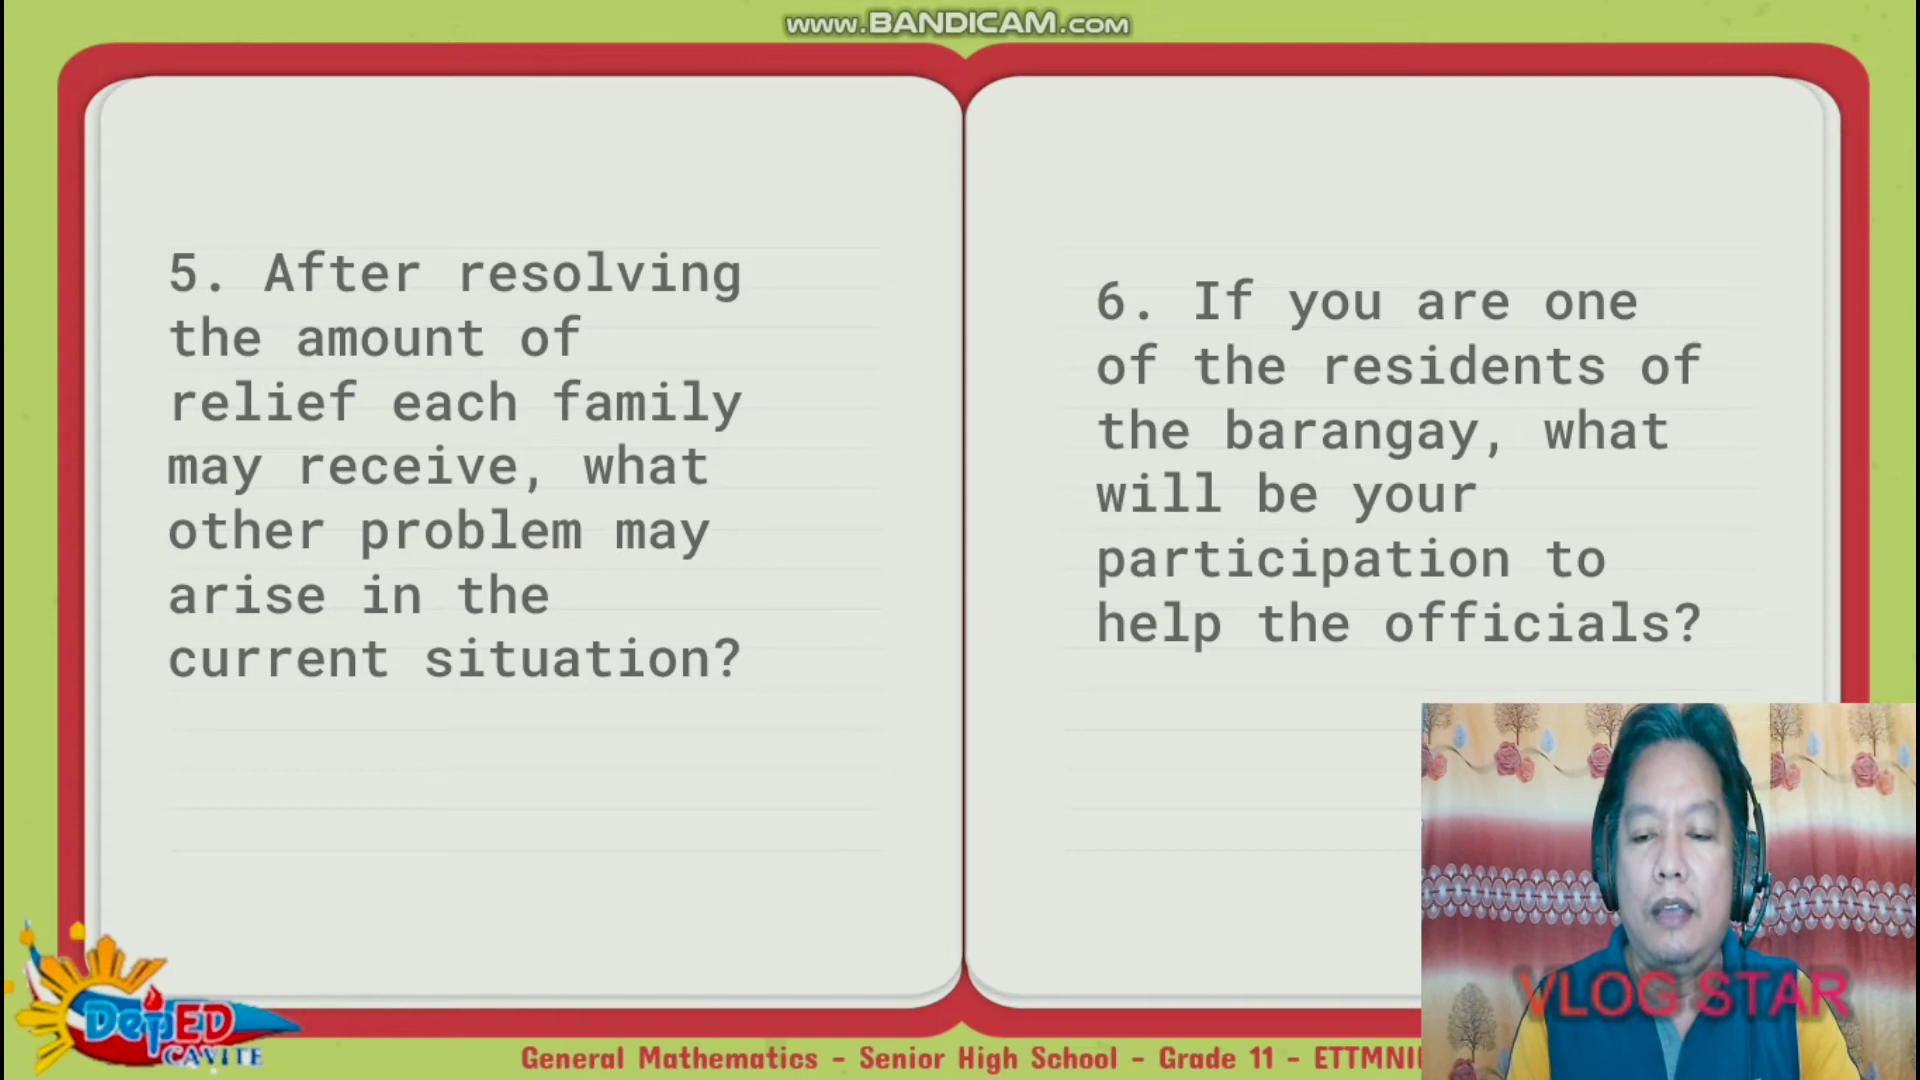 www.BANDICAM.com
5. After resolving
the amount of
relief each family
may receive, what
other problem may
arise in the
current situation?
6. If you are one
of the residents of
the barangay, what
will be your
participation to
help the officials?
VLOG STAR
DepED
CAVITE
General Mathematics - Senior High School - Grade 11 - ETTMNI